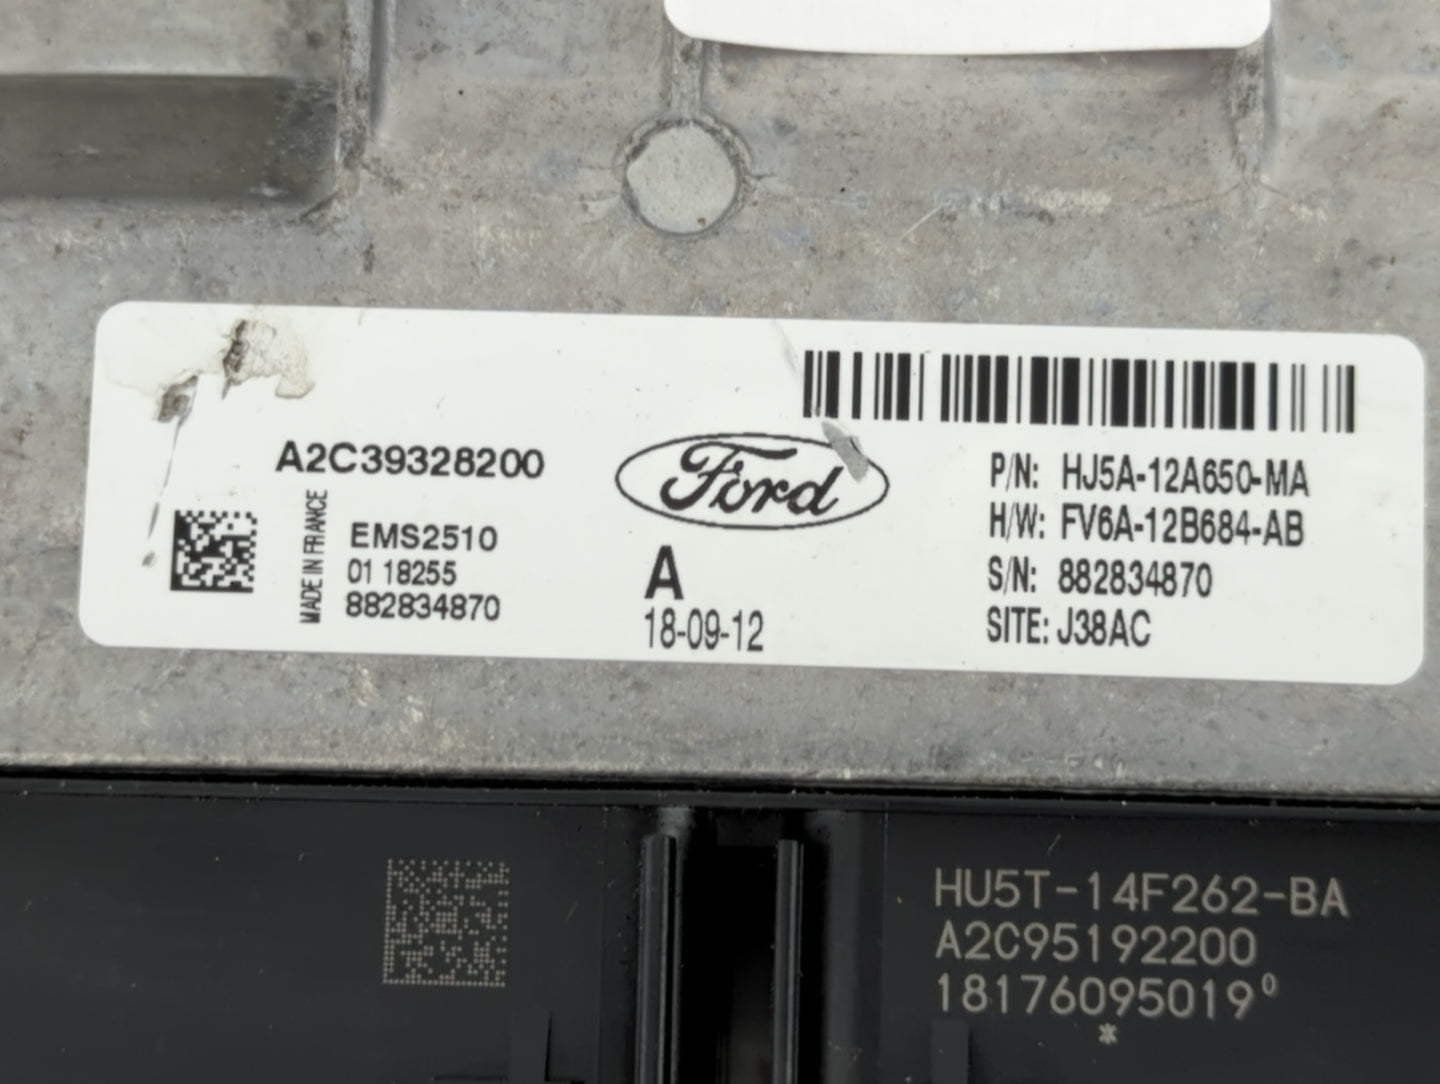 A2C39328200
MADE IN FRANCE
EMS2510
01 18255
882834870
Ford
A
18-09-12
P/N: HJ5A-12A650-MA
H/W: FV6A-12B684-AB
S/N: 882834870
SITE: J38AC
HU5T-14F262-BA
A2C95192200
18176095019⁰
*